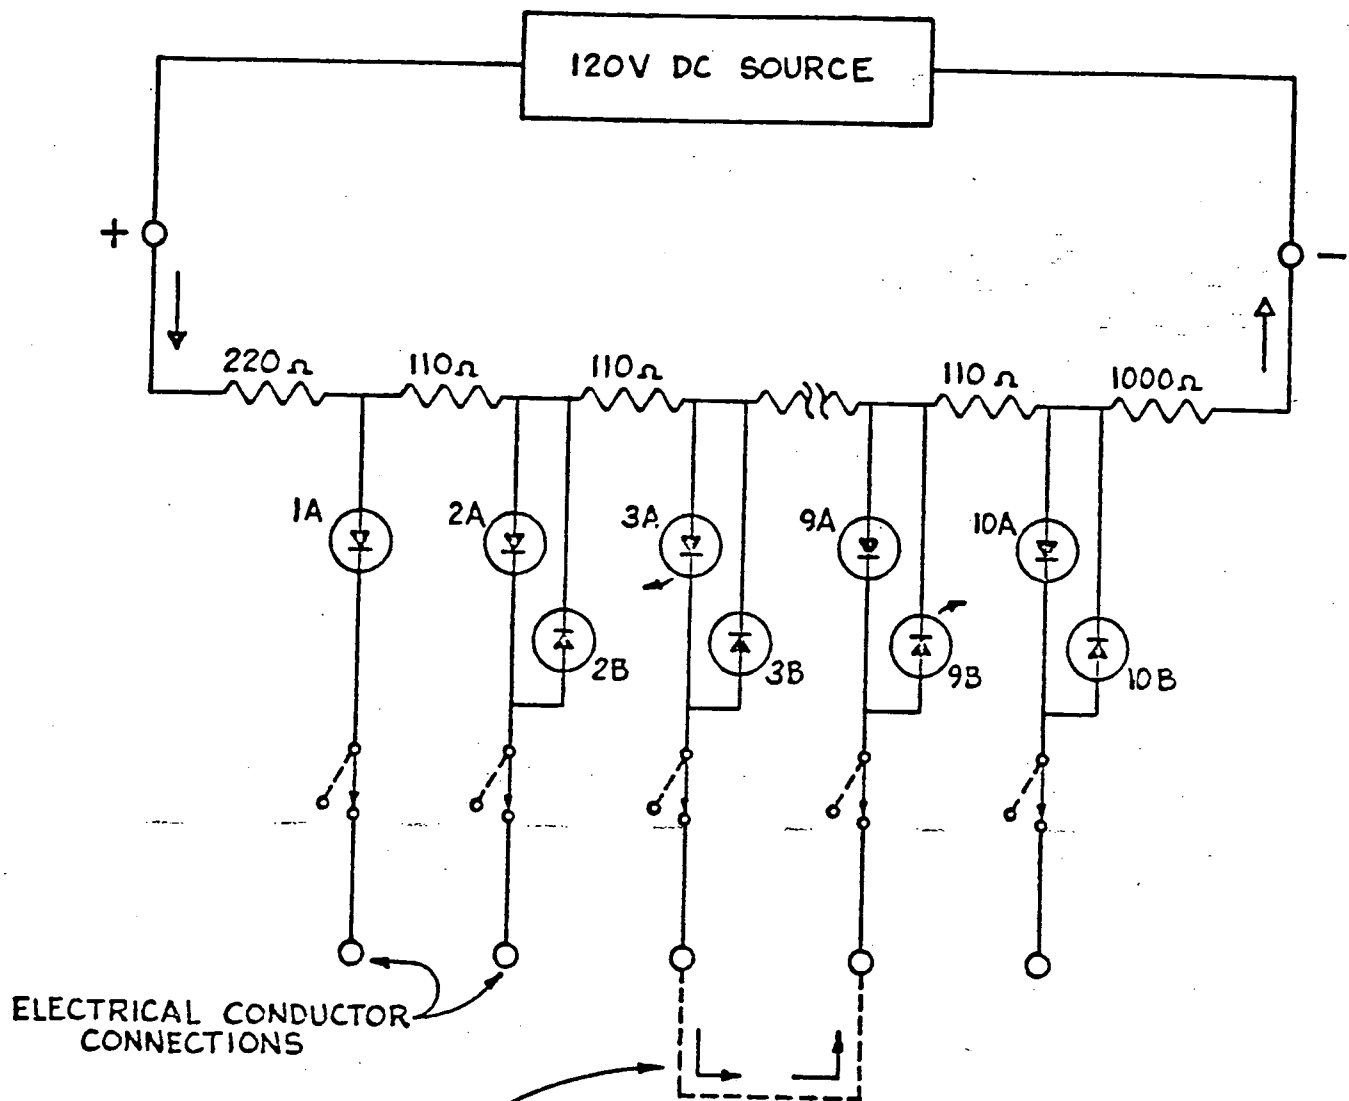 120V DC SOURCE
+
−
220Ω
110Ω
110Ω
110Ω
1000Ω
1A
2A
3A
9A
10A
2B
3B
9B
10B
ELECTRICAL CONDUCTOR
CONNECTIONS